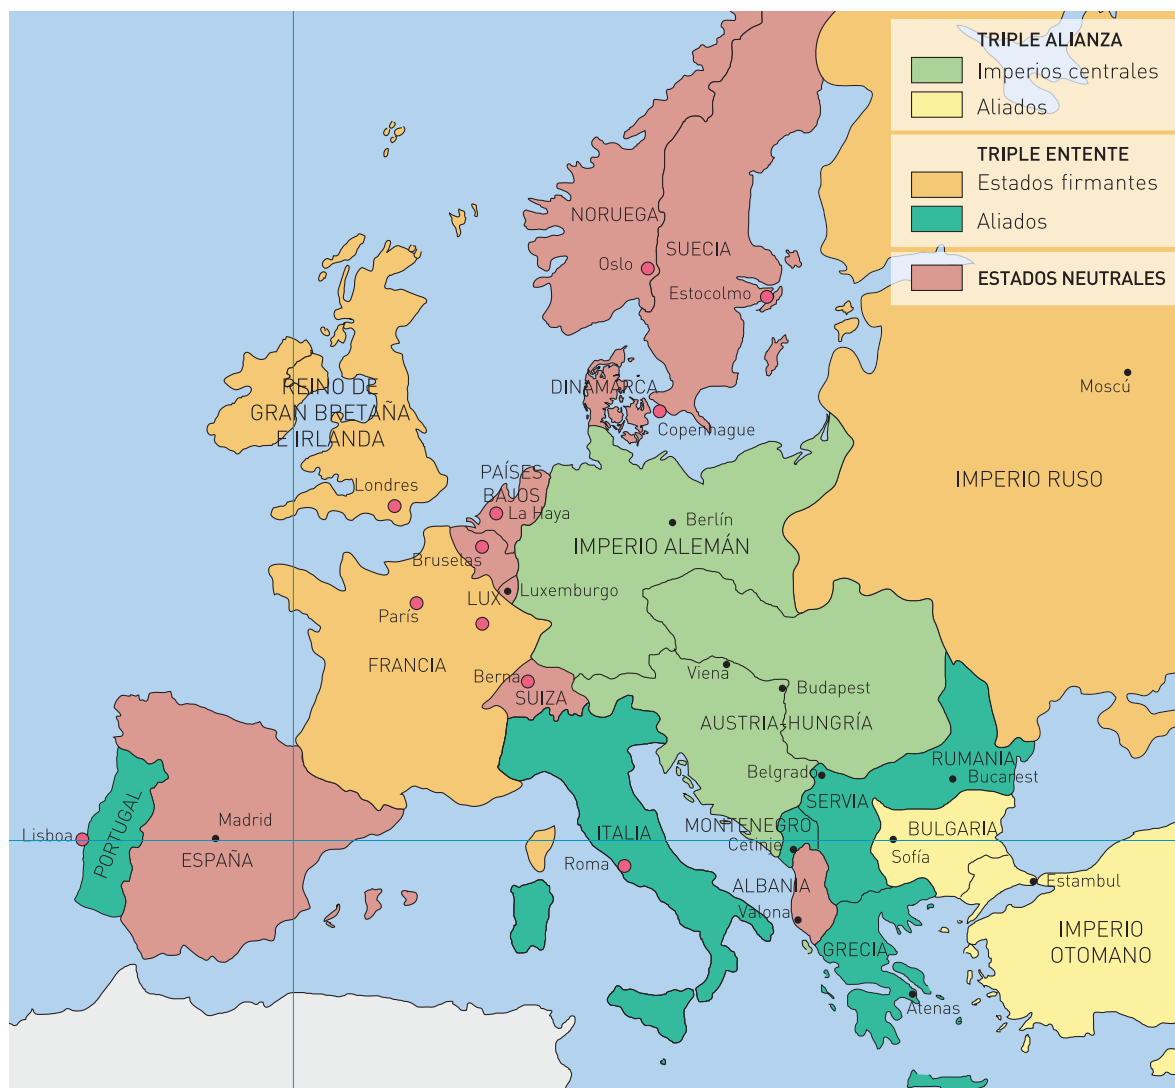 TRIPLE ALIANZA
Imperios centrales
Aliados
TRIPLE ENTENTE
Estados firmantes
Aliados
ESTADOS NEUTRALES
NORUEGA
SUECIA
Oslo
Estocolmo
Moscú
DINAMARCA
REINO DE
GRAN BRETAÑA
E IRLANDA
Copenhague
PAÍSES
BAJOS
IMPERIO RUSO
Londres
La Haya
Berlín
IMPERIO ALEMÁN
Bruselas
Luxemburgo
LUX
París
FRANCIA
Viena
Berna
SUIZA
Budapest
AUSTRIA-HUNGRÍA
RUMANIA
Belgrado
Bucarest
SERVIA
PORTUGAL
Madrid
Lisboa
ESPAÑA
ITALIA
MONTENEGRO
BULGARIA
Cetinje
Sofía
Roma
ALBANIA
Estambul
Valona
IMPERIO
OTOMANO
GRECIA
Atenas